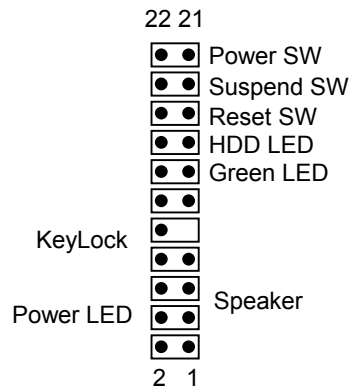 22 21
Power SW
Suspend SW
Reset SW
HDD LED
Green LED
KeyLock
Speaker
Power LED
2 1